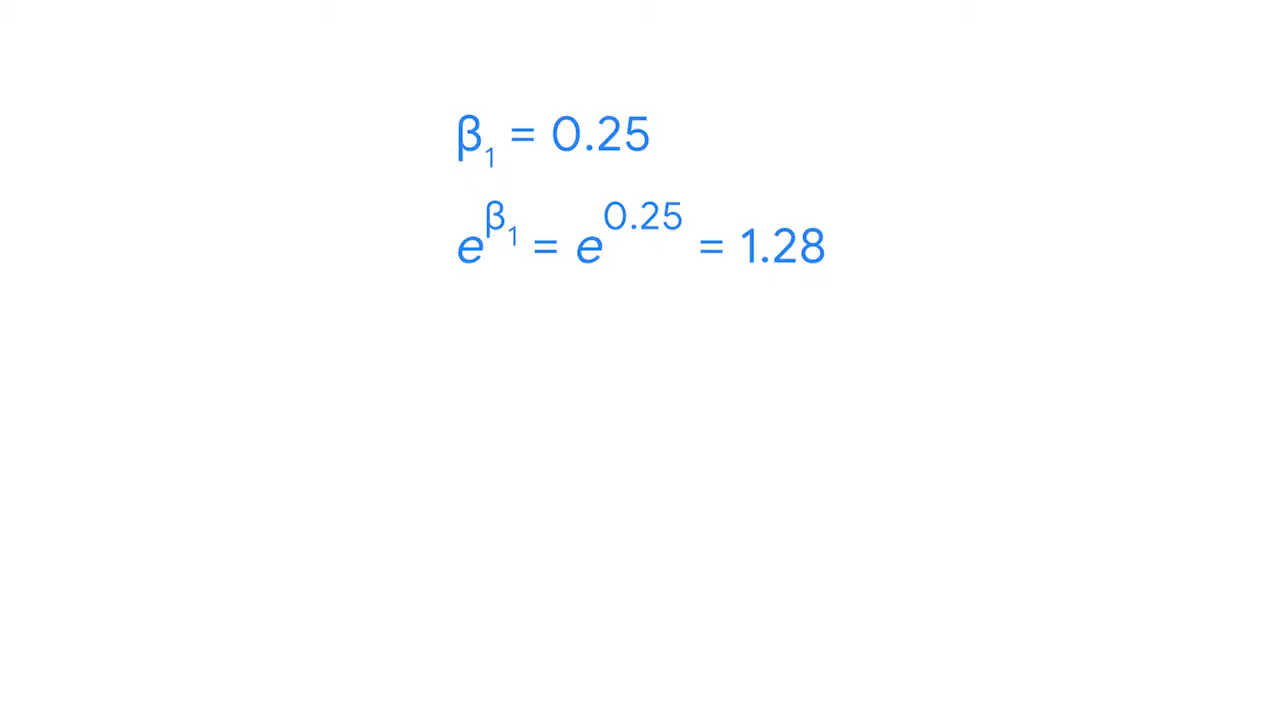 β₁ = 0.25
e^β₁ = e^0.25 = 1.28